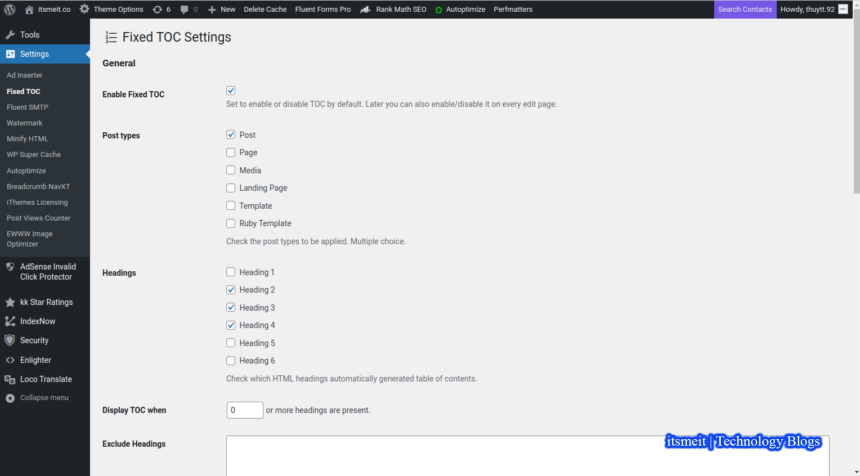 itsmeit.co Theme Options 6 0 New Delete Cache Fluent Forms Pro Rank Math SEO Autoptimize Perfmatters Search Contacts Howdy, thuytt.92
Tools
Settings
Ad Inserter
Fixed TOC
Fluent SMTP
Watermark
Minify HTML
WP Super Cache
Autoptimize
Breadcrumb NavXT
iThemes Licensing
Post Views Counter
EWWW Image
Optimizer
AdSense Invalid
Click Protector
kk Star Ratings
IndexNow
Security
Enlighter
Loco Translate
Collapse menu
Fixed TOC Settings
General
Enable Fixed TOC
Set to enable or disable TOC by default. Later you can also enable/disable it on every edit page.
Post types
Post
Page
Media
Landing Page
Template
Ruby Template
Check the post types to be applied. Multiple choice.
Headings
Heading 1
Heading 2
Heading 3
Heading 4
Heading 5
Heading 6
Check which HTML headings automatically generated table of contents.
Display TOC when 0 or more headings are present.
Exclude Headings
itsmeit | Technology Blogs